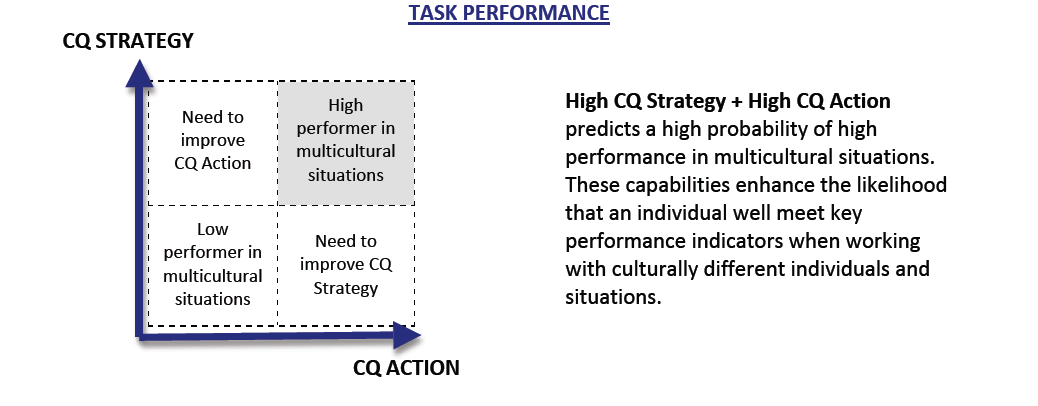 TASK PERFORMANCE
CQ STRATEGY
Need to
improve
CQ Action
High
performer in
multicultural
situations
Low
performer in
multicultural
situations
Need to
improve CQ
Strategy
CQ ACTION
High CQ Strategy + High CQ Action
predicts a high probability of high
performance in multicultural situations.
These capabilities enhance the likelihood
that an individual well meet key
performance indicators when working
with culturally different individuals and
situations.